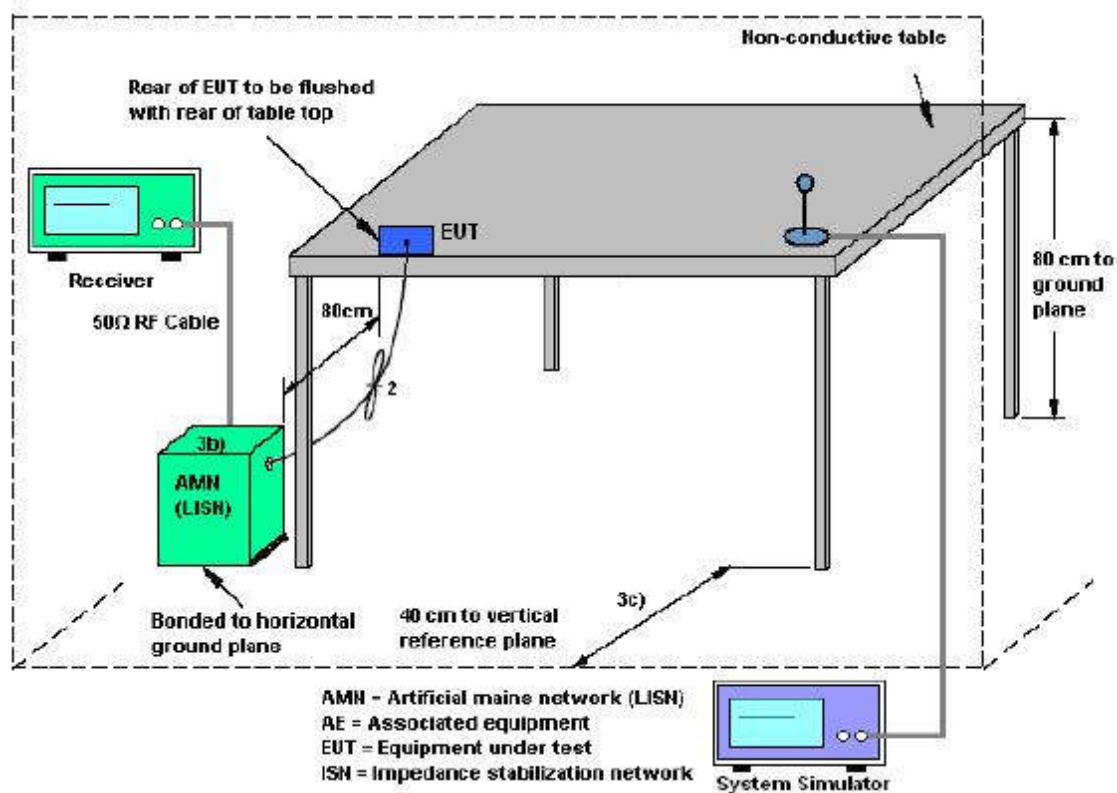 Non-conductive table
Rear of EUT to be flushed
with rear of table top
EUT
Receiver
80 cm to
ground
plane
80cm
50Ω RF Cable
2
3b)
AMN
(LISN)
3c)
Bonded to horizontal
ground plane
40 cm to vertical
reference plane
AMN = Artificial mains network (LISN)
AE = Associated equipment
EUT = Equipment under test
ISN = Impedance stabilization network
System Simulator